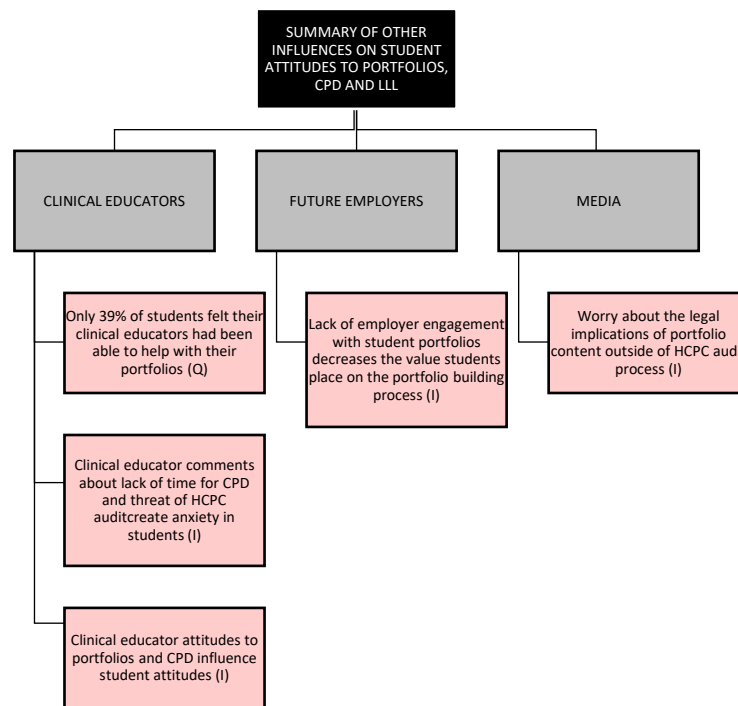 SUMMARY OF OTHER
INFLUENCES ON STUDENT
ATTITUDES TO PORTFOLIOS,
CPD AND LLL
CLINICAL EDUCATORS
FUTURE EMPLOYERS
MEDIA
Only 39% of students felt their
clinical educators had been
able to help with their
portfolios (Q)
Clinical educator comments
about lack of time for CPD
and threat of HCPC
auditcreate anxiety in
students (I)
Clinical educator attitudes to
portfolios and CPD influence
student attitudes (I)
Lack of employer engagement
with student portfolios
decreases the value students
place on the portfolio building
process (I)
Worry about the legal
implications of portfolio
content outside of HCPC
process (I)